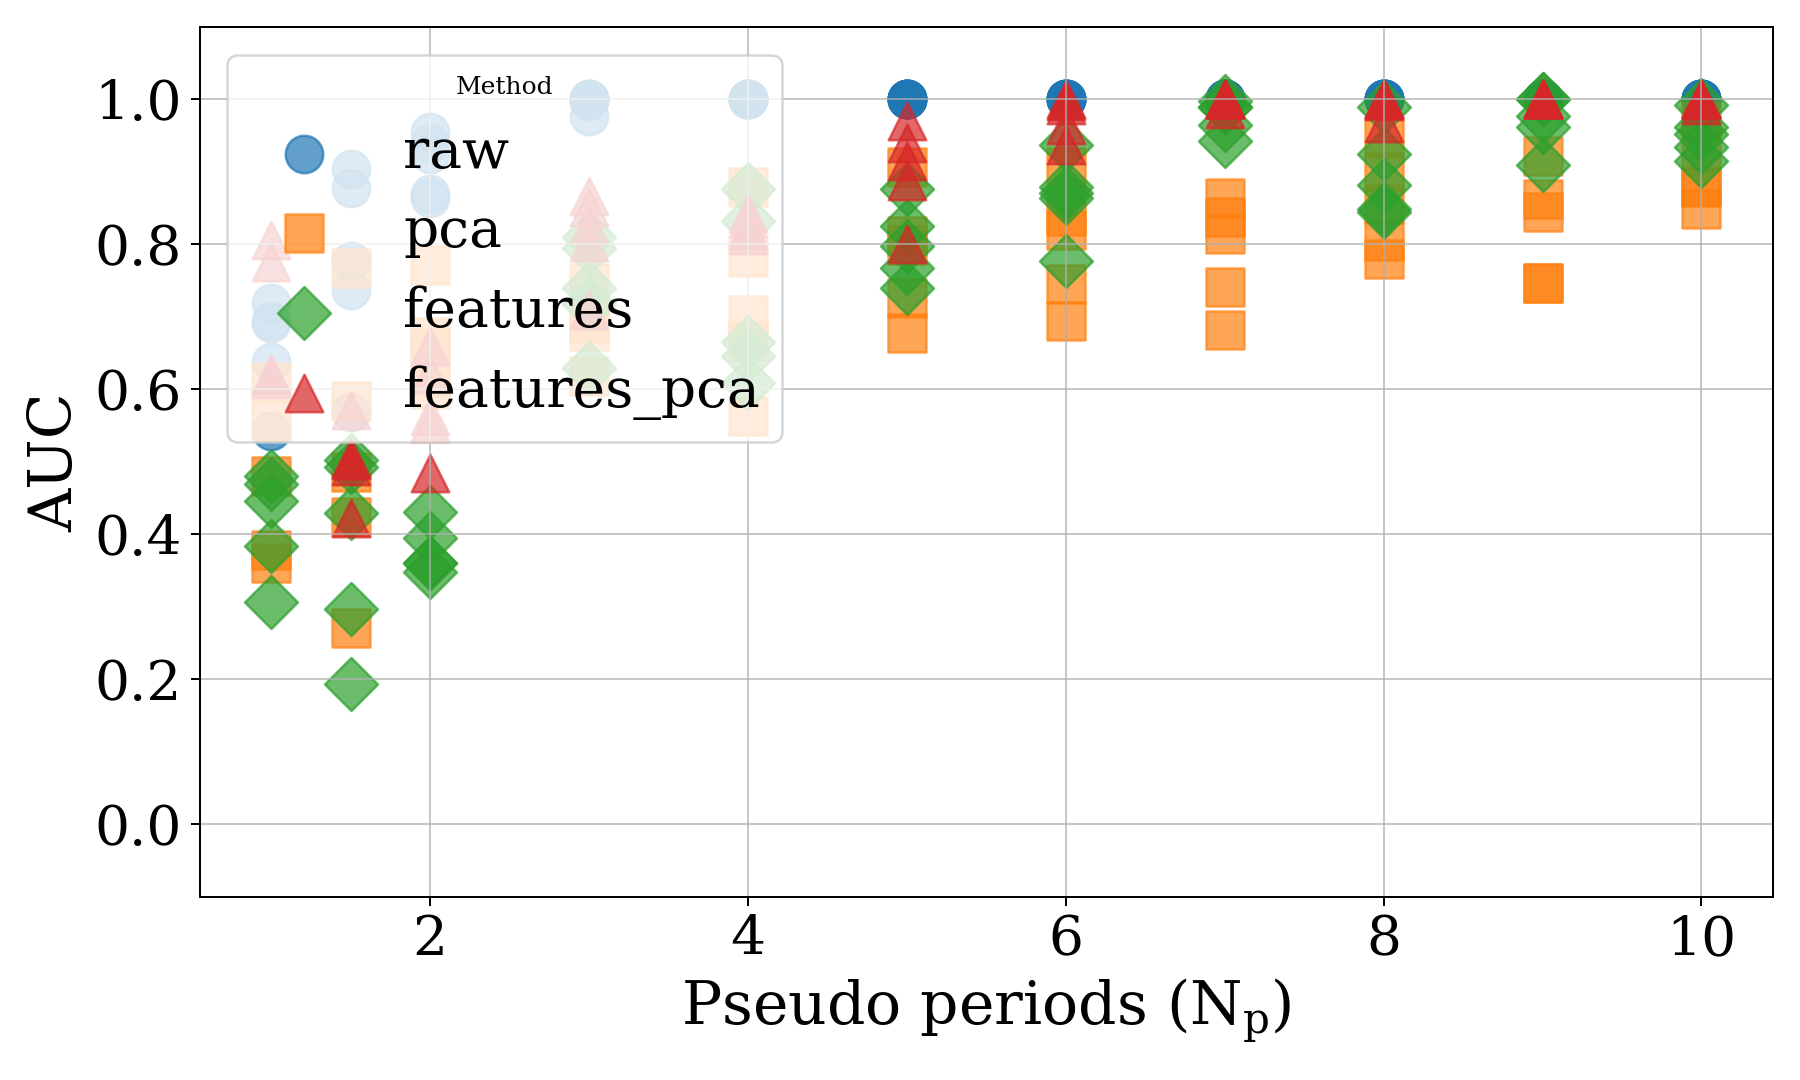 Method
raw
pca
features
features_pca
AUC
1.0
0.8
0.6
0.4
0.2
0.0
2 4 6 8 10
Pseudo periods (Np)